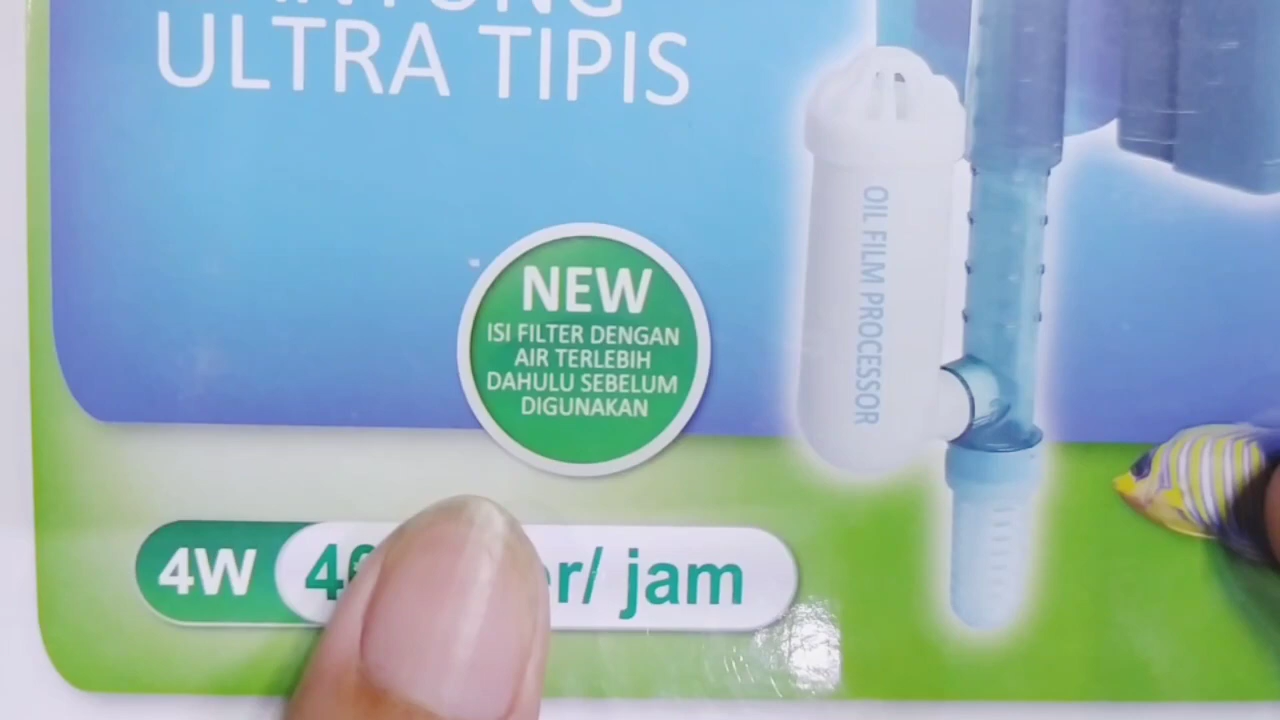 ULTRA TIPIS
OIL FILM PROCESSOR
NEW
ISI FILTER DENGAN
AIR TERLEBIH
DAHULU SEBELUM
DIGUNAKAN
4W
jam